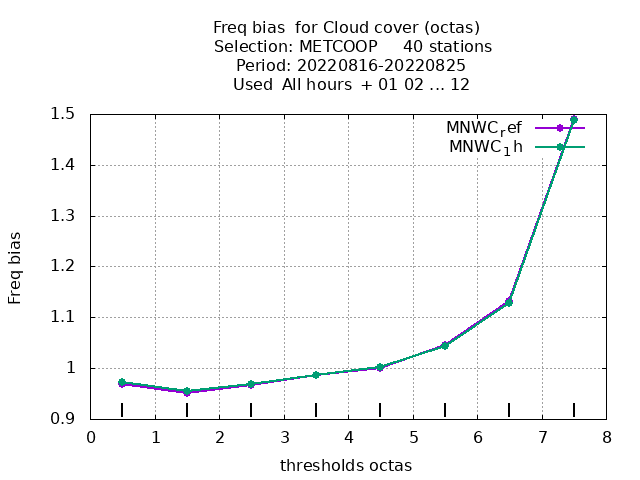 Freq bias  for Cloud cover (octas)
Selection: METCOOP     40 stations
Period: 20220816-20220825
Used  All hours  + 01 02 ... 12
MNWCref
MNWC1h
1.5
1.4
1.3
1.2
1.1
1
0.9
Freq bias
0 1 2 3 4 5 6 7 8
thresholds octas